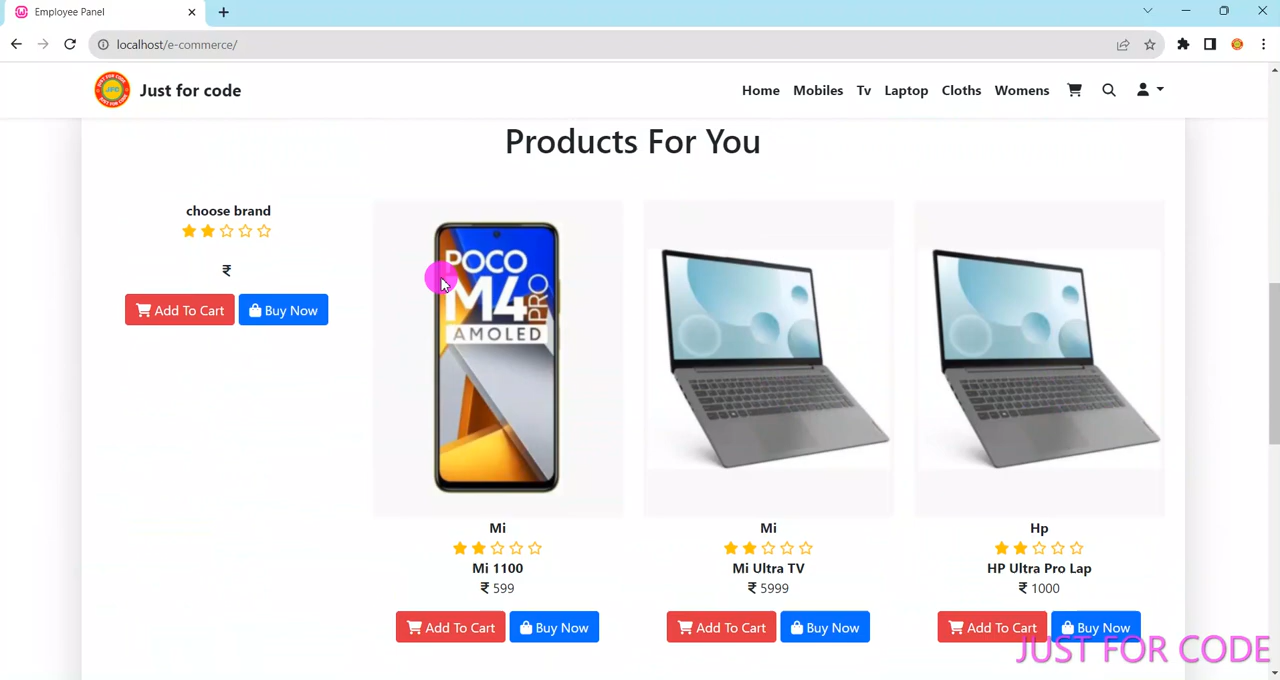 Employee Panel
localhost/e-commerce/
Just for code
Home Mobiles Tv Laptop Cloths Womens
Products For You
choose brand
₹
Add To Cart Buy Now
POCO
M4 PRO
AMOLED
Mi
Mi 1100
₹ 599
Add To Cart Buy Now
Mi
Mi Ultra TV
₹ 5999
Add To Cart Buy Now
Hp
HP Ultra Pro Lap
₹ 1000
Add To Cart Buy Now
JUST FOR CODE